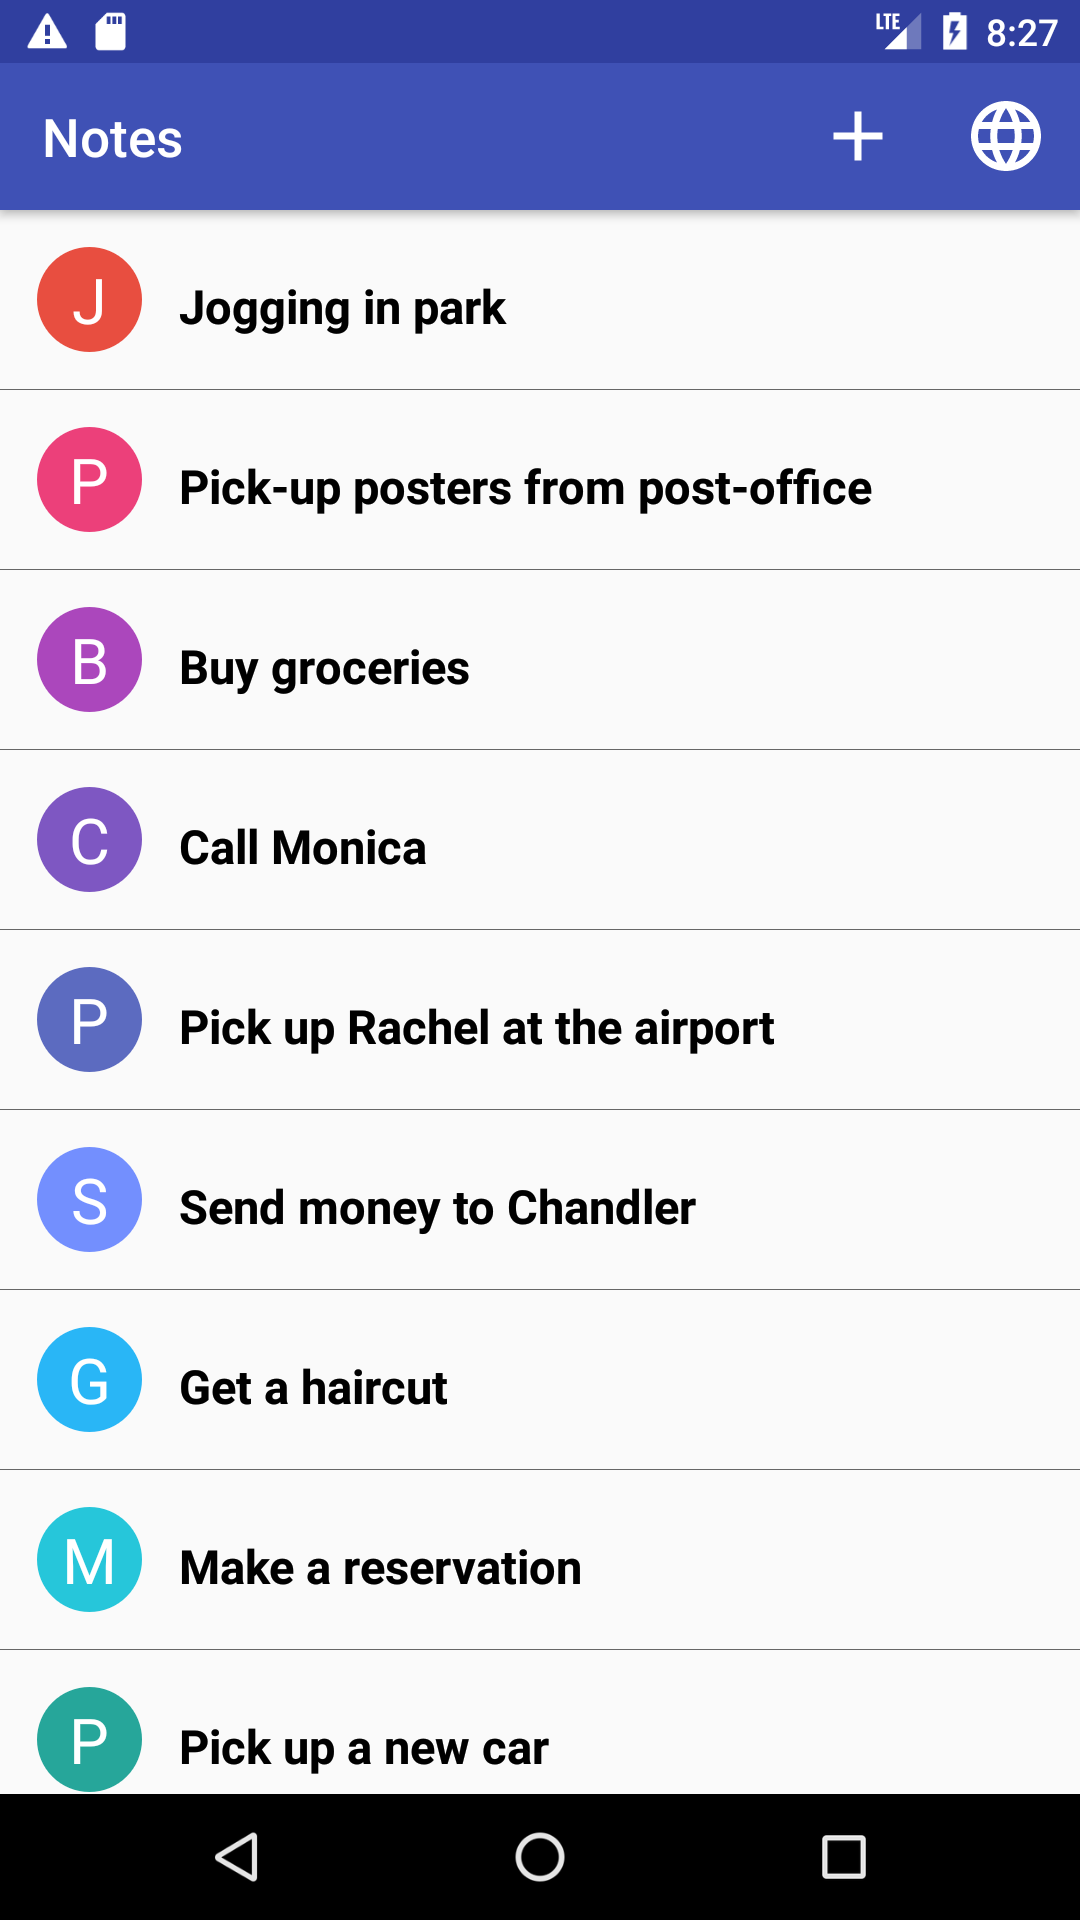 LTE 8:27
Notes
J Jogging in park
P Pick-up posters from post-office
B Buy groceries
C Call Monica
P Pick up Rachel at the airport
S Send money to Chandler
G Get a haircut
M Make a reservation
P Pick up a new car